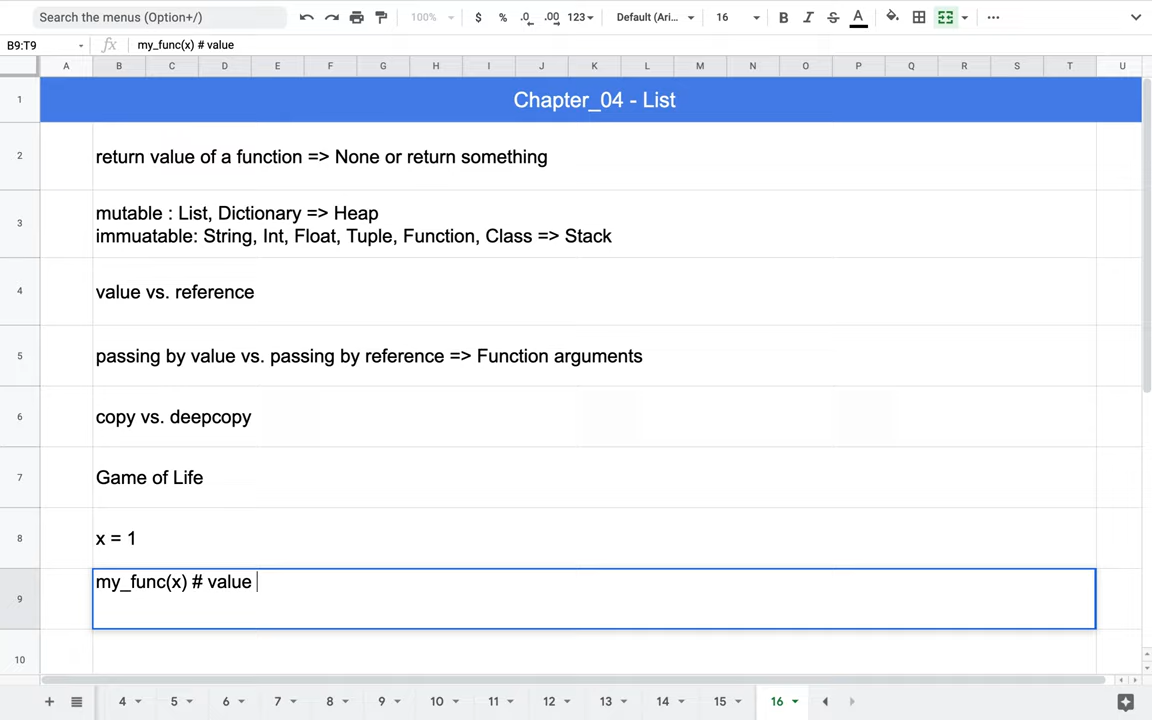 Search the menus (Option+/)
100%
$ % .0 .00 123
Default (Ari...
16
B I S A
B9:T9
fx my_func(x) # value
A B C D E F G H I J K L M N O P Q R S T U
1 Chapter_04 - List
2 return value of a function => None or return something
3 mutable : List, Dictionary => Heap
immuatable: String, Int, Float, Tuple, Function, Class => Stack
4 value vs. reference
5 passing by value vs. passing by reference => Function arguments
6 copy vs. deepcopy
7 Game of Life
8 x = 1
9 my_func(x) # value
10
4 5 6 7 8 9 10 11 12 13 14 15 16